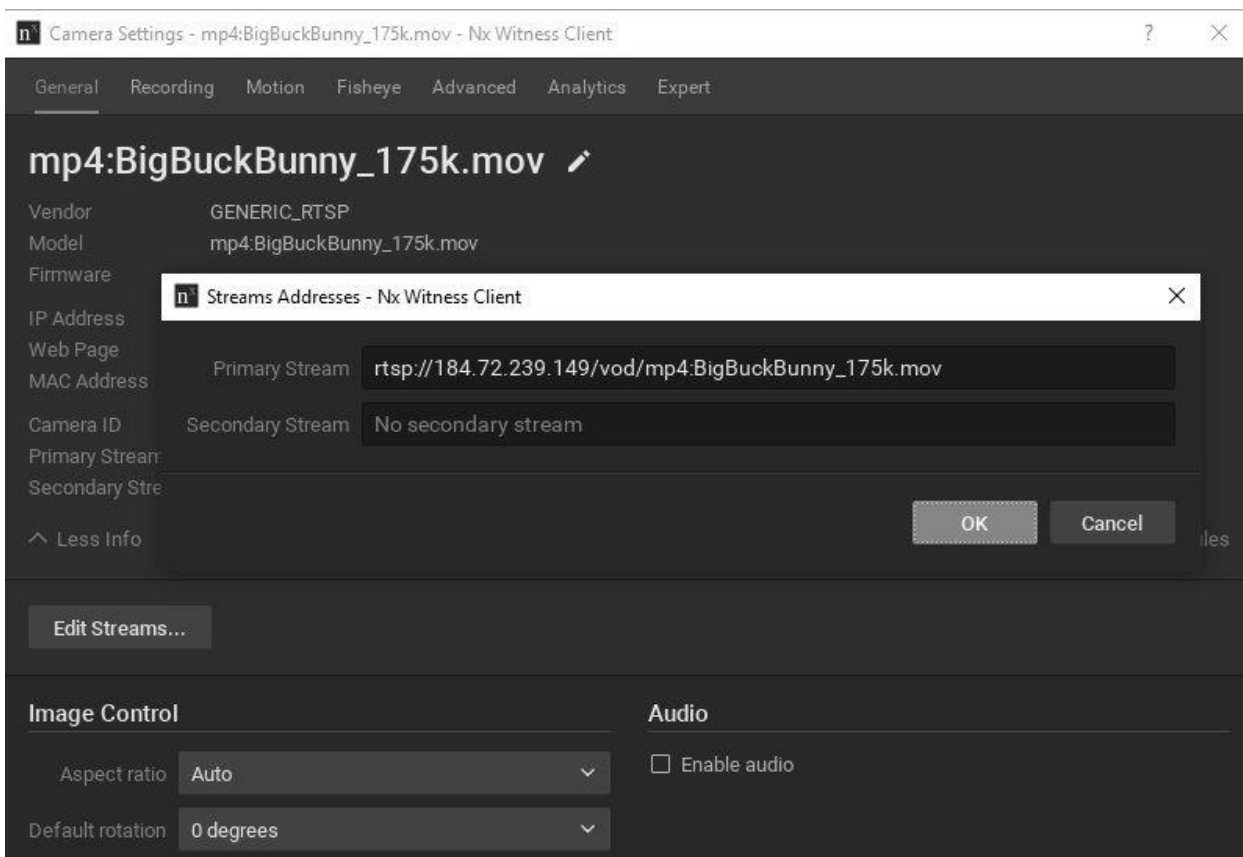 n^x Camera Settings - mp4:BigBuckBunny_175k.mov - Nx Witness Client ?
General Recording Motion Fisheye Advanced Analytics Expert
mp4:BigBuckBunny_175k.mov
Vendor GENERIC_RTSP
Model mp4:BigBuckBunny_175k.mov
Firmware
n^x Streams Addresses - Nx Witness Client
IP Address
Web Page
MAC Address
Primary Stream rtsp://184.72.239.149/vod/mp4:BigBuckBunny_175k.mov
Camera ID
Secondary Stream No secondary stream
Primary Stream
Secondary Stre
OK Cancel
Less Info les
Edit Streams...
Image Control Audio
Aspect ratio Auto
Enable audio
Default rotation 0 degrees